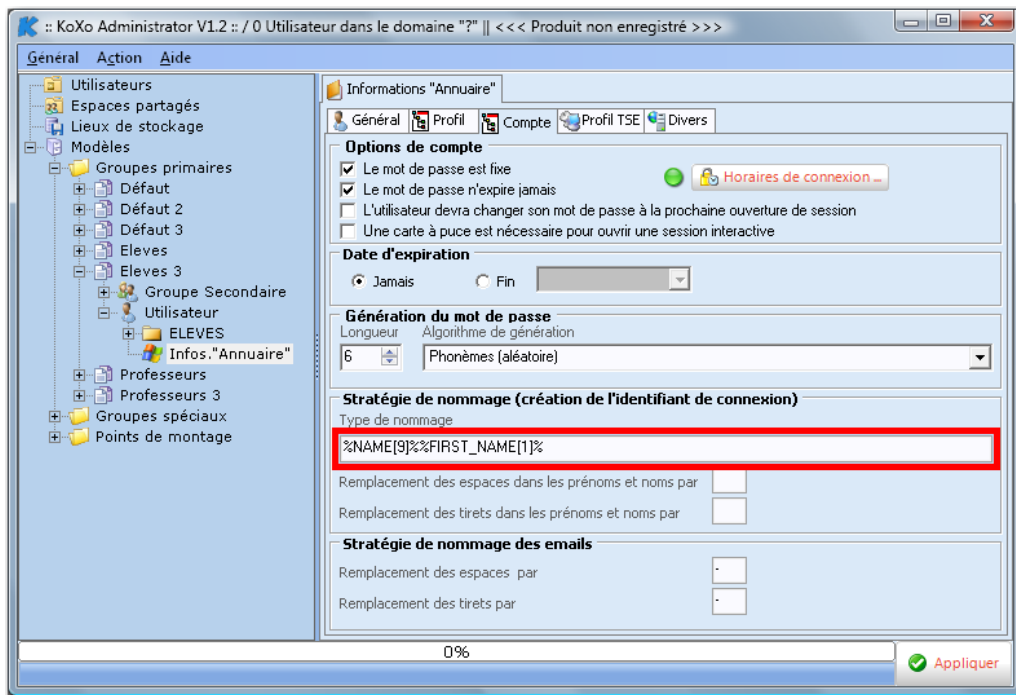 :: KoXo Administrator V1.2 :: / 0 Utilisateur dans le domaine "?" || <<< Produit non enregistré >>>
Général Action Aide
Utilisateurs
Espaces partagés
Lieux de stockage
Modèles
Groupes primaires
Défaut
Défaut 2
Défaut 3
Eleves
Eleves 3
Groupe Secondaire
Utilisateur
ELEVES
Infos."Annuaire"
Professeurs
Professeurs 3
Groupes spéciaux
Points de montage
Informations "Annuaire"
Général Profil Compte Profil TSE Divers
Options de compte
Le mot de passe est fixe
Le mot de passe n'expire jamais
Horaires de connexion ...
L'utilisateur devra changer son mot de passe à la prochaine ouverture de session
Une carte à puce est nécessaire pour ouvrir une session interactive
Date d'expiration
Jamais Fin
Génération du mot de passe
Longueur Algorithme de génération
6 Phonèmes (aléatoire)
Stratégie de nommage (création de l'identifiant de connexion)
Type de nommage
%NAME[9]%%FIRST_NAME[1]%
Remplacement des espaces dans les prénoms et noms par
Remplacement des tirets dans les prénoms et noms par
Stratégie de nommage des emails
Remplacement des espaces par -
Remplacement des tirets par -
0%
Appliquer